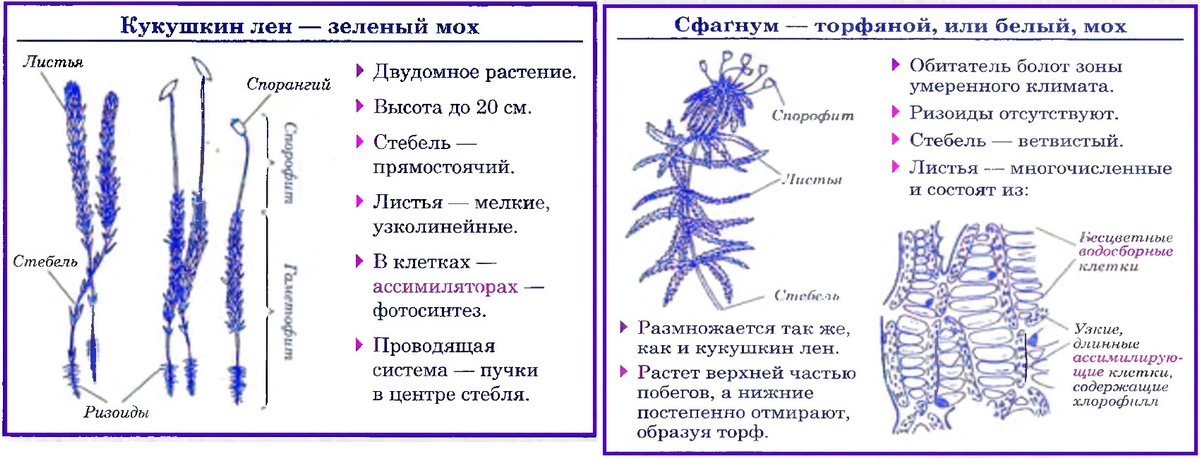 Кукушкин лен — зеленый мох
Листья
Спорангий
Спорофит
Гаметофит
Стебель
Ризоиды
Двудомное растение.
Высота до 20 см.
Стебель —
прямостоячий.
Листья — мелкие,
узколинейные.
В клетках —
ассимиляторах —
фотосинтез.
Проводящая
система — пучки
в центре стебля.
Сфагнум — торфяной, или белый, мох
Спорофит
Листья
Стебель
Обитатель болот зоны
умеренного климата.
Ризоиды отсутствуют.
Стебель — ветвистый.
Листья — многочисленные
и состоят из:
Бесцветные
водосборные
клетки
Узкие,
длинные
ассимилирую-
щие клетки,
содержащие
хлорофилл
Размножается так же,
как и кукушкин лен.
Растет верхней частью
побегов, а нижние
постепенно отмирают,
образуя торф.